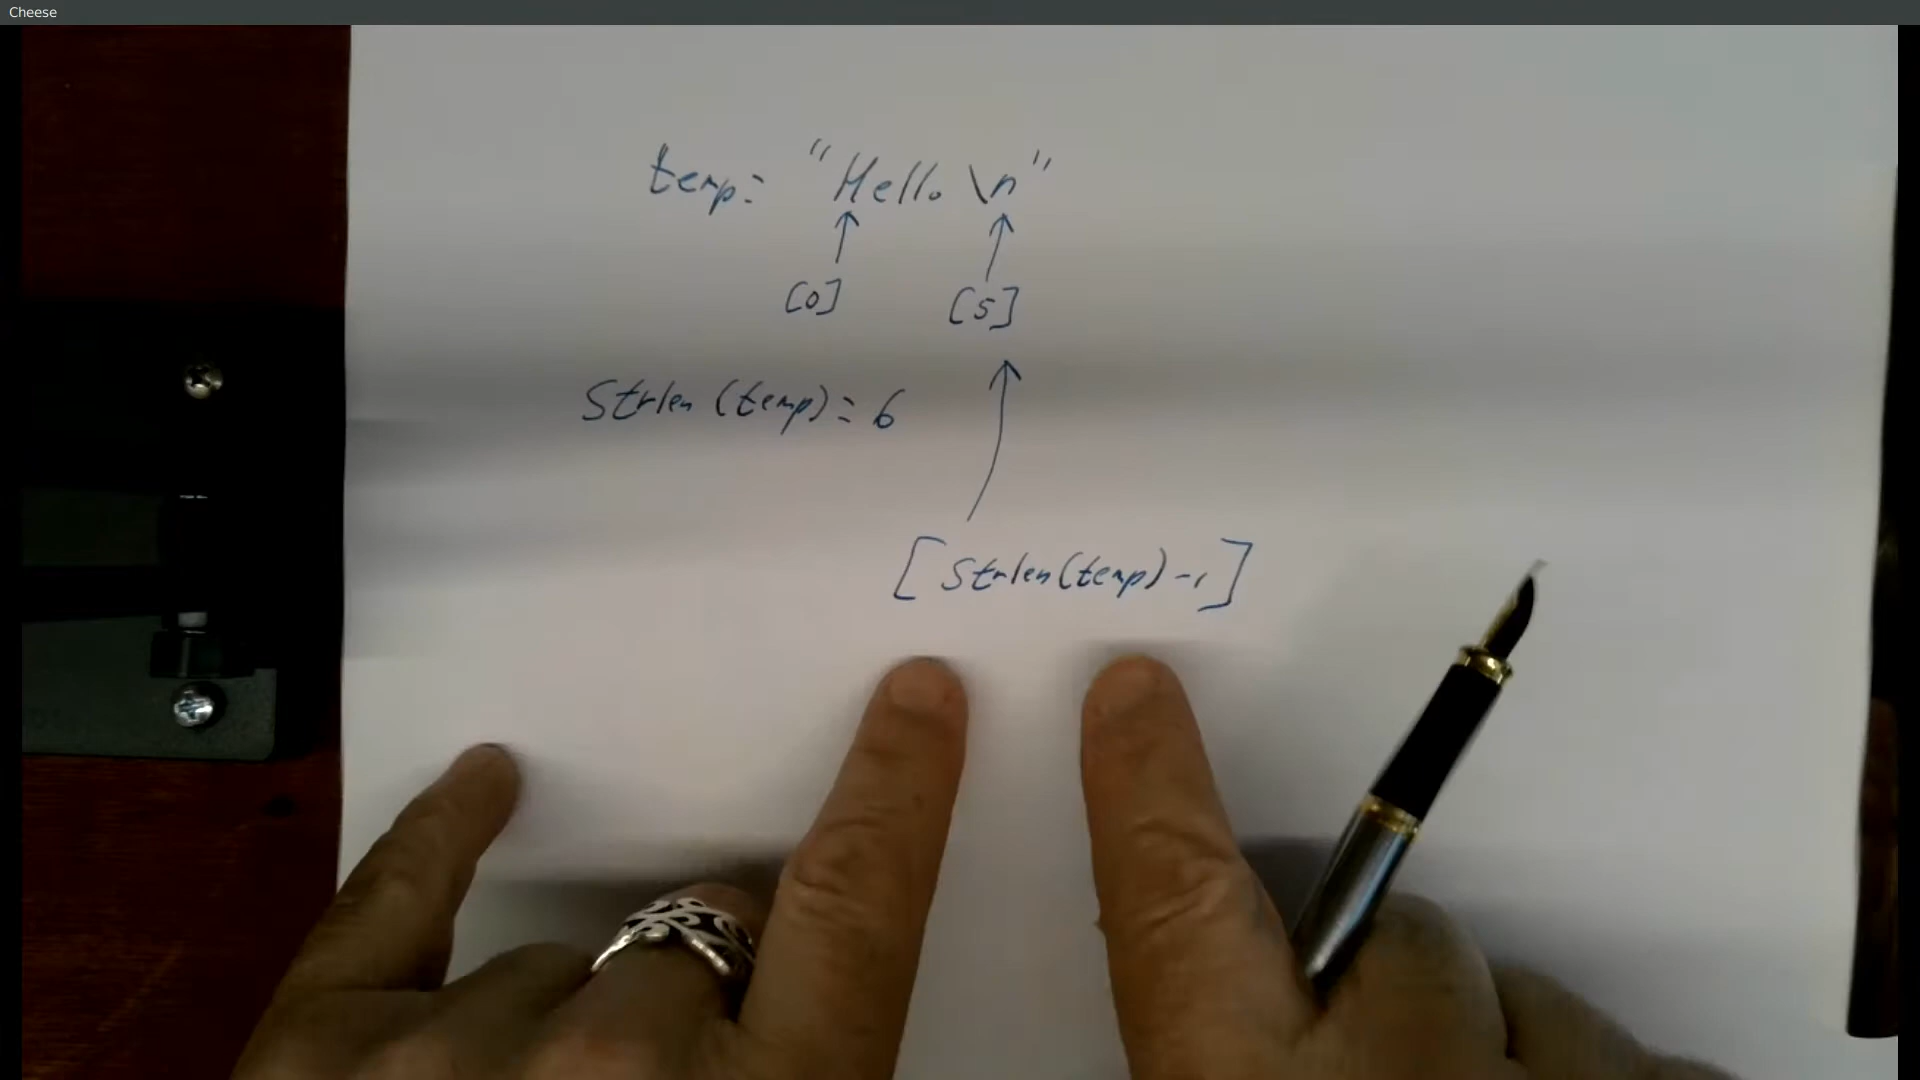 Cheese
temp = "Hello \n"
[0] [5]
Strlen (temp) = 6
[Strlen(temp) -1]